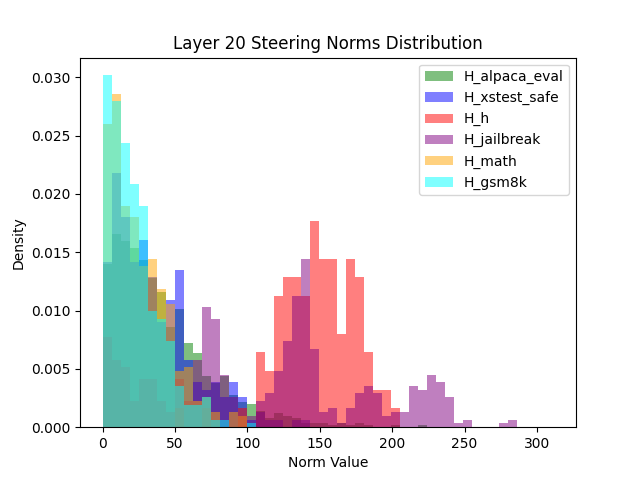 Layer 20 Steering Norms Distribution
H_alpaca_eval
H_xstest_safe
H_h
H_jailbreak
H_math
H_gsm8k
Density
0.030
0.025
0.020
0.015
0.010
0.005
0.000
0 50 100 150 200 250 300
Norm Value